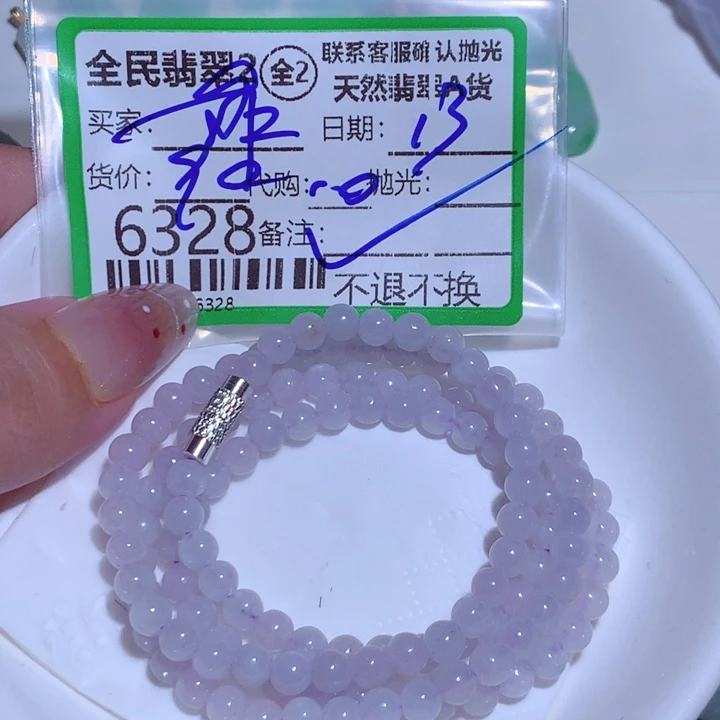 全民翡翠2 全2 联系客服确认抛光
天然翡翠A货
买家： 日期：13
货价： 代购： 抛光：
6328 备注：
6328 不退不换